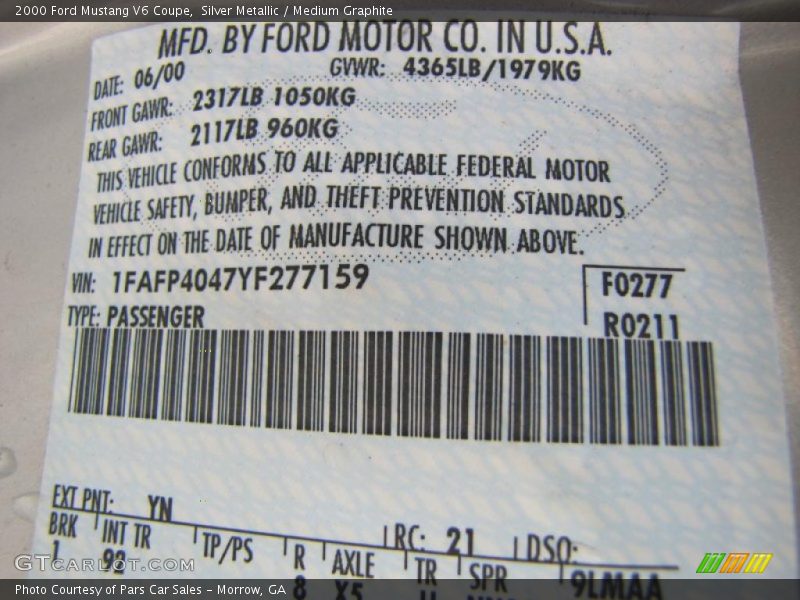 2000 Ford Mustang V6 Coupe,  Silver Metallic / Medium Graphite
MFD. BY FORD MOTOR CO. IN U.S.A.
DATE: 06/00 GVWR: 4365LB/1979KG
FRONT GAWR: 2317LB 1050KG
REAR GAWR: 2117LB 960KG
THIS VEHICLE CONFORMS TO ALL APPLICABLE FEDERAL MOTOR
VEHICLE SAFETY, BUMPER, AND THEFT PREVENTION STANDARDS
IN EFFECT ON THE DATE OF MANUFACTURE SHOWN ABOVE.
VIN: 1FAFP4047YF277159 F0277
TYPE: PASSENGER R0211
EXT PNT: YN RC: 21 DSO:
BRK INT TR TP/PS R AXLE TR SPR
1 92 8 X5 9LMAA
GTCarLot.com
Photo Courtesy of Pars Car Sales - Morrow, GA